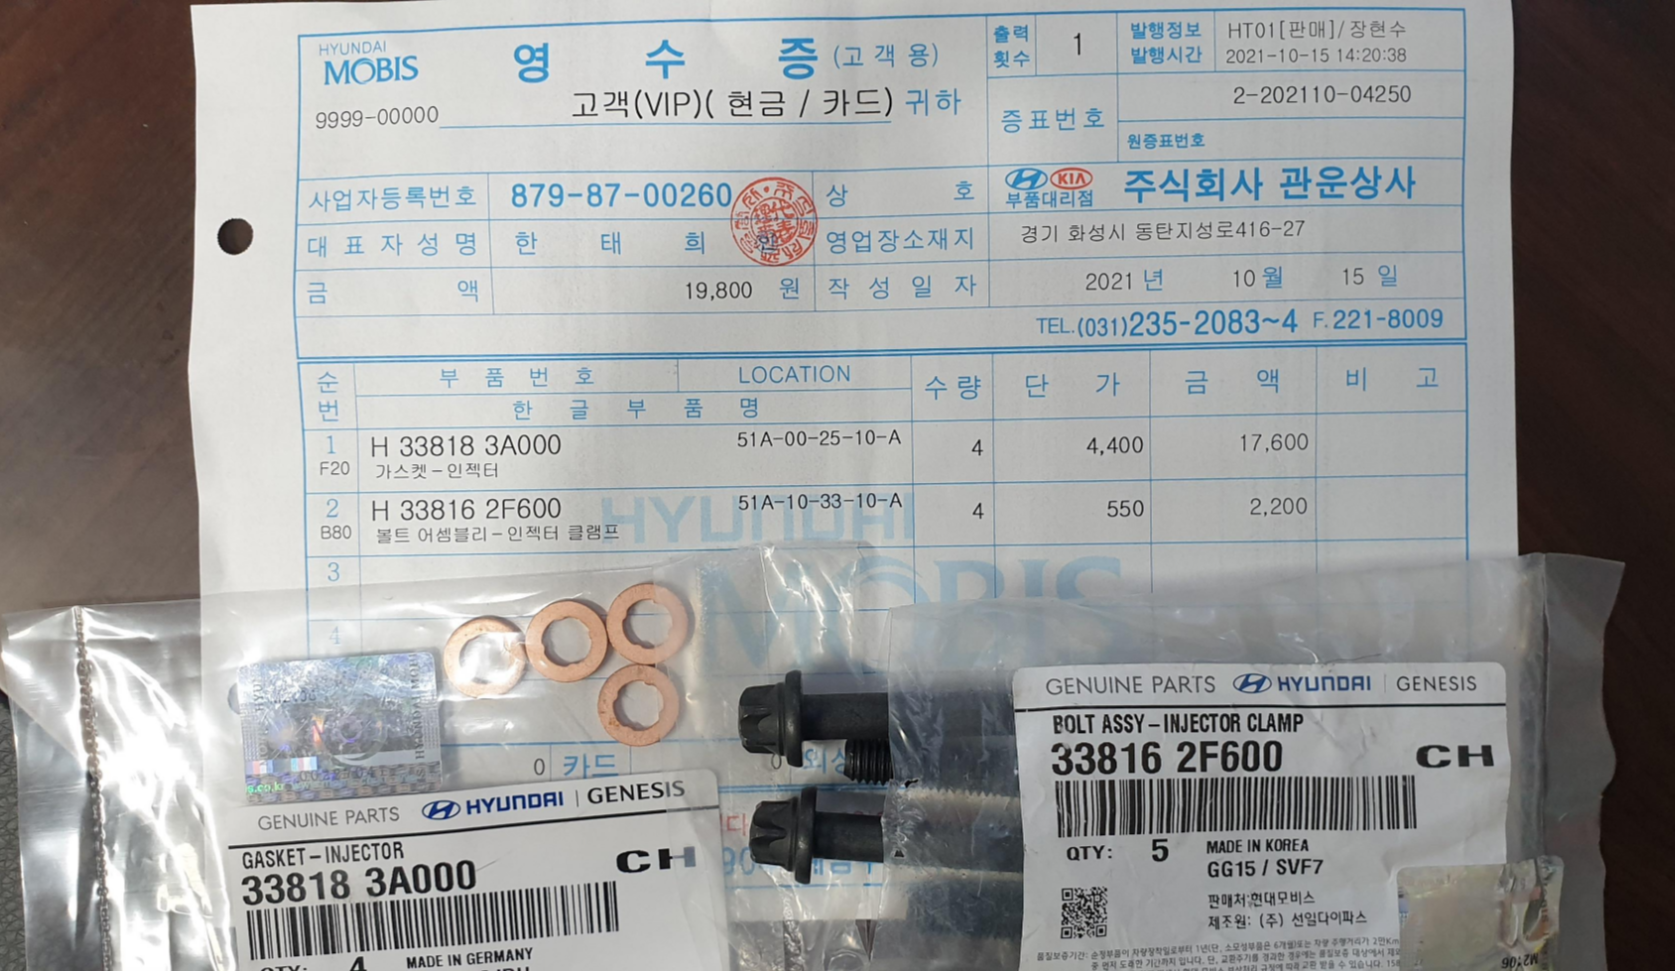 HYUNDAI
MOBIS
영 수 증 (고 객 용)
출력
횟수
1
발행정보
발행시간
HT01[판매]/장현수
2021-10-15 14:20:38
9999-00000
고객(VIP)( 현금 / 카드) 귀하
증표번호
2-202110-04250
원증표번호
사업자등록번호
879-87-00260
상 호
KIA
부품대리점
주식회사 관운상사
대 표 자 성 명
한 태 희
영업장소재지
경기 화성시 동탄지성로416-27
금 액
19,800 원
작 성 일 자
2021 년 10 월 15 일
TEL.(031)235-2083~4 F.221-8009
순
번
부 품 번 호
LOCATION
한 글 부 품 명
수 량
단 가
금 액
비 고
1
F20
H 33818 3A000
가스켓-인젝터
51A-00-25-10-A
4
4,400
17,600
2
B80
H 33816 2F600
볼트 어셈블리-인젝터 클램프
51A-10-33-10-A
4
550
2,200
HYUNDAI
MOBIS
3
4
0 카드
0 외상
GENUINE PARTS HYUNDAI | GENESIS
GASKET-INJECTOR
33818 3A000
CH
QTY: 4
MADE IN GERMANY
GENUINE PARTS HYUNDAI | GENESIS
BOLT ASSY-INJECTOR CLAMP
33816 2F600
CH
QTY: 5
MADE IN KOREA
GG15 / SVF7
판매처:현대모비스
제조원: (주) 선일다이파스